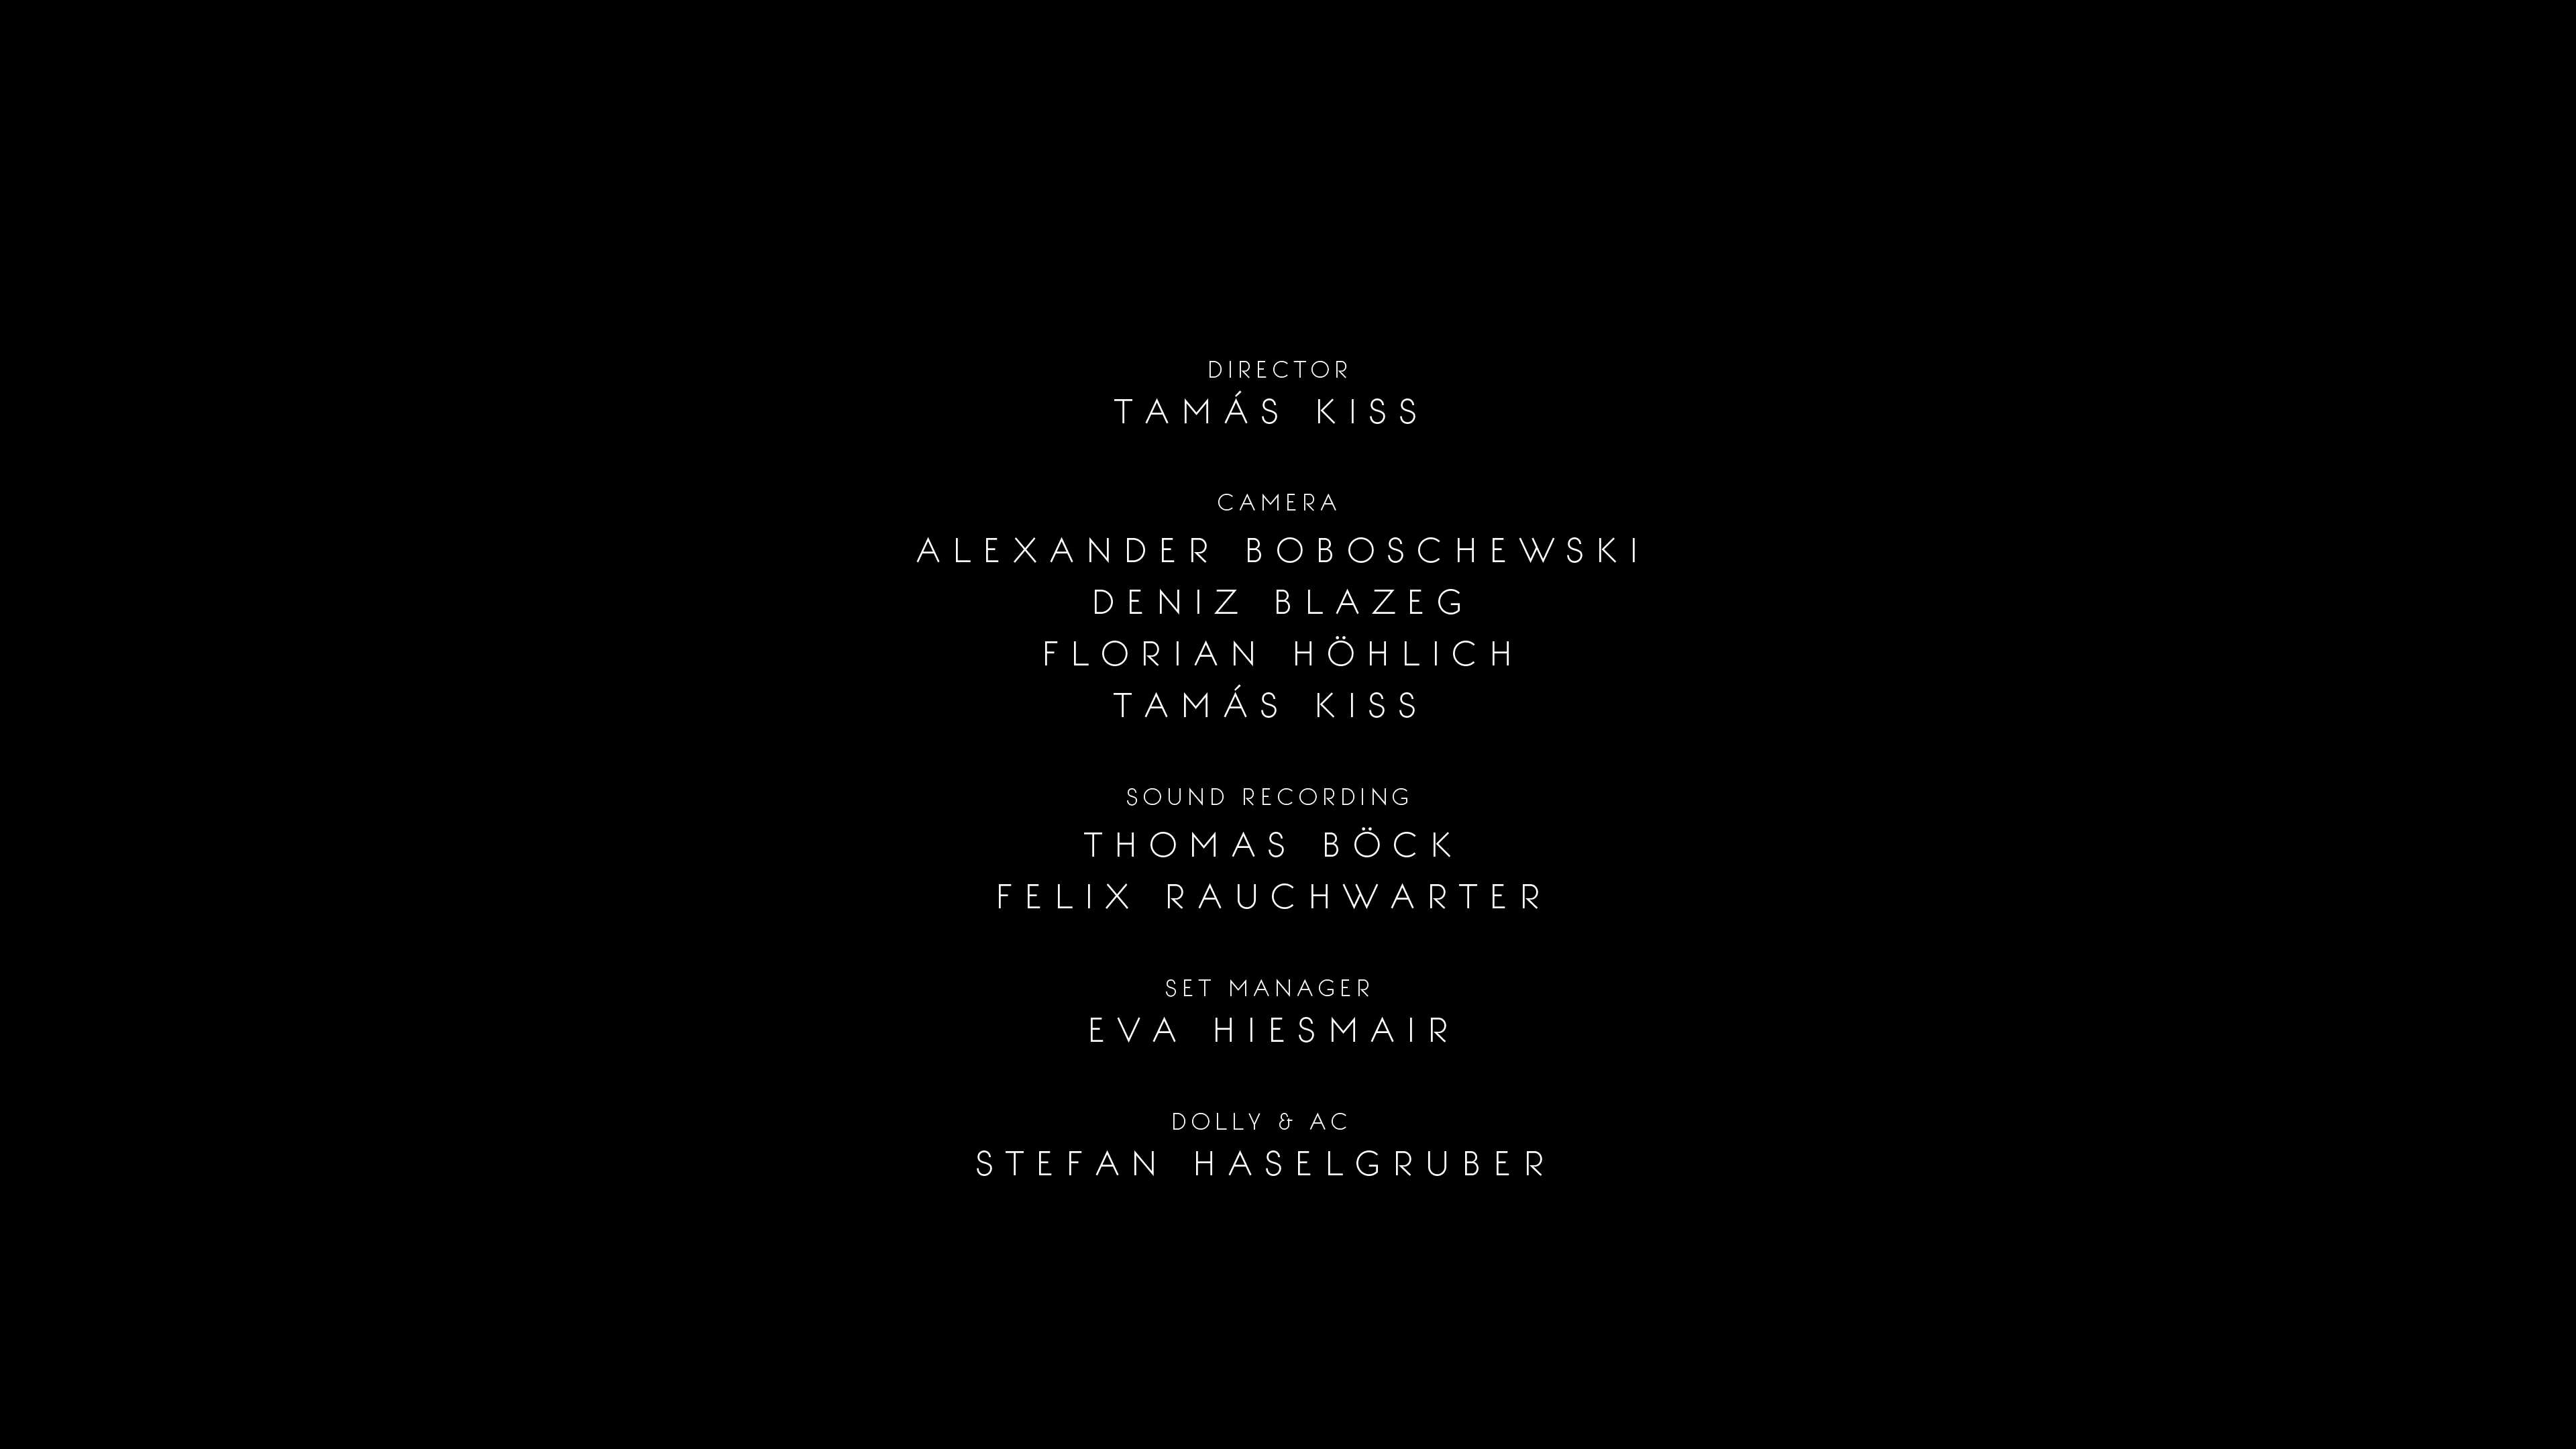 DIRECTOR
TAMÁS KISS
CAMERA
ALEXANDER BOBOSCHEWSKI
DENIZ BLAZEG
FLORIAN HÖHLICH
TAMÁS KISS
SOUND RECORDING
THOMAS BÖCK
FELIX RAUCHWARTER
SET MANAGER
EVA HIESMAIR
DOLLY & AC
STEFAN HASELGRUBER